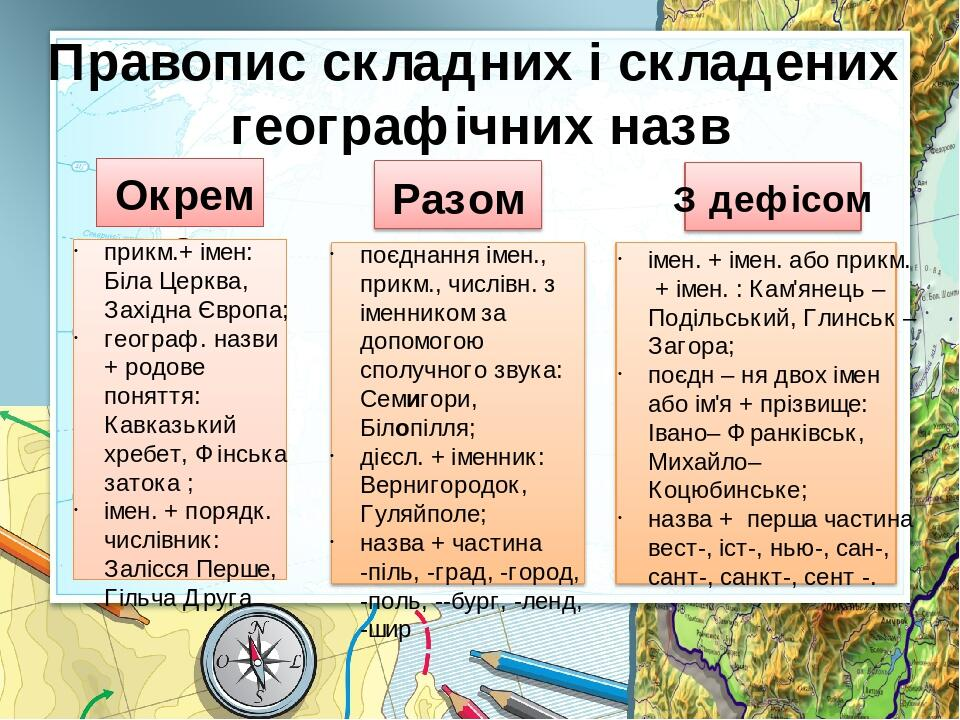 Правопис складних і складених
географічних назв
Окрем
прикм.+ імен:
Біла Церква,
Західна Європа;
географ. назви
+ родове
поняття:
Кавказький
хребет, Фінська
затока ;
імен. + порядк.
числівник:
Залісся Перше,
Гільча Друга
Разом
поєднання імен.,
прикм., числівн. з
іменником за
допомогою
сполучного звука:
Семигори,
Білопілля;
дієсл. + іменник:
Вернигородок,
Гуляйполе;
назва + частина
-піль, -град, -город,
-поль, --бург, -ленд,
-шир
З дефісом
імен. + імен. або прикм.
+ імен. : Кам'янець –
Подільський, Глинськ –
Загора;
поєдн – ня двох імен
або ім'я + прізвище:
Івано– Франківськ,
Михайло–
Коцюбинське;
назва + перша частина
вест-, іст-, нью-, сан-,
сант-, санкт-, сент -.
N
O
L
S